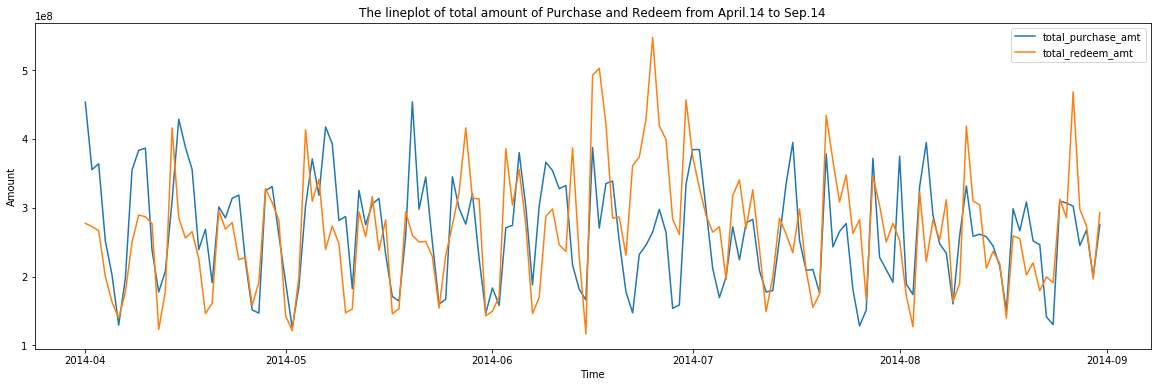 The lineplot of total amount of Purchase and Redeem from April.14 to Sep.14
1e8
total_purchase_amt
total_redeem_amt
5
4
3
2
1
Amount
2014-04 2014-05 2014-06 2014-07 2014-08 2014-09
Time